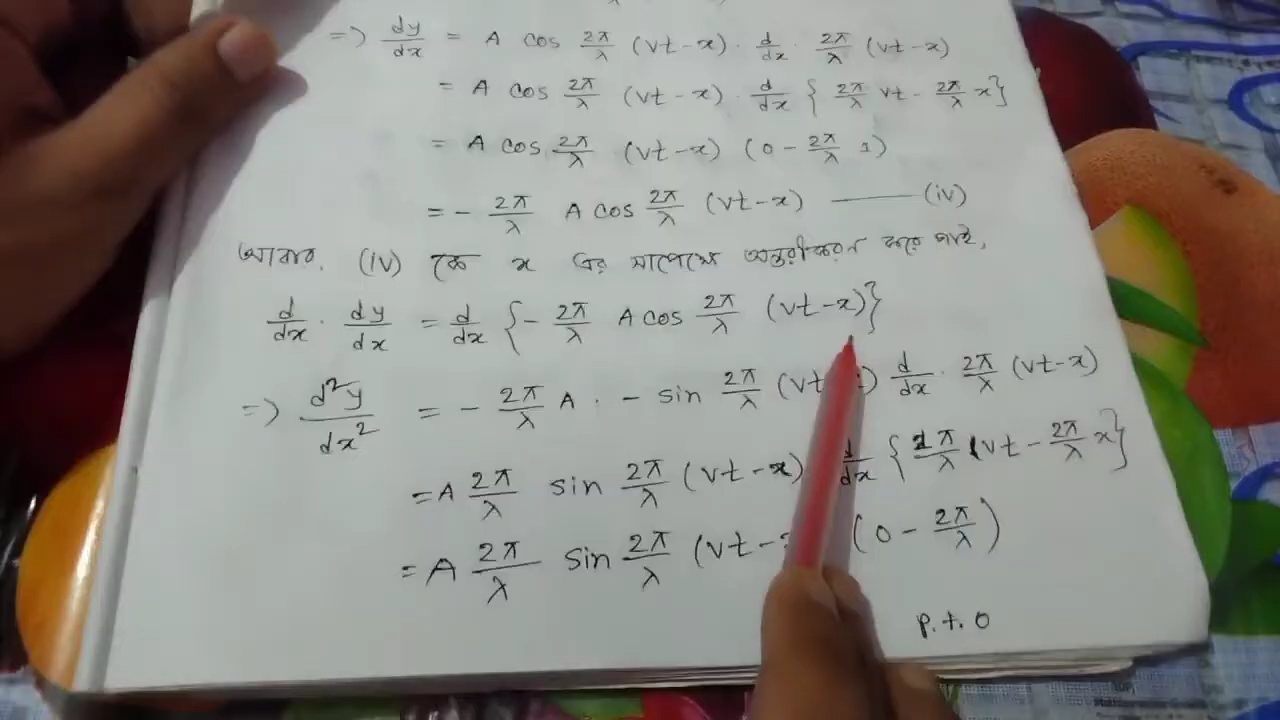 => dy/dx = A cos 2π/λ (vt-x) · d/dx · 2π/λ (vt-x)
= A cos 2π/λ (vt-x) · d/dx { 2π/λ vt - 2π/λ x}
= A cos 2π/λ (vt-x) (0 - 2π/λ 1)
= - 2π/λ A cos 2π/λ (vt-x) —— (iv)
আবার, (iv) কে x এর সাপেক্ষে অন্তরীকরন করে পাই,
d/dx · dy/dx = d/dx {- 2π/λ A cos 2π/λ (vt-x)}
=> d²y/dx² = - 2π/λ A · - sin 2π/λ (vt ) d/dx · 2π/λ (vt-x)
= A 2π/λ sin 2π/λ (vt-x) d/dx { 2π/λ vt - 2π/λ x}
= A 2π/λ sin 2π/λ (vt- (0 - 2π/λ)
P.t.O